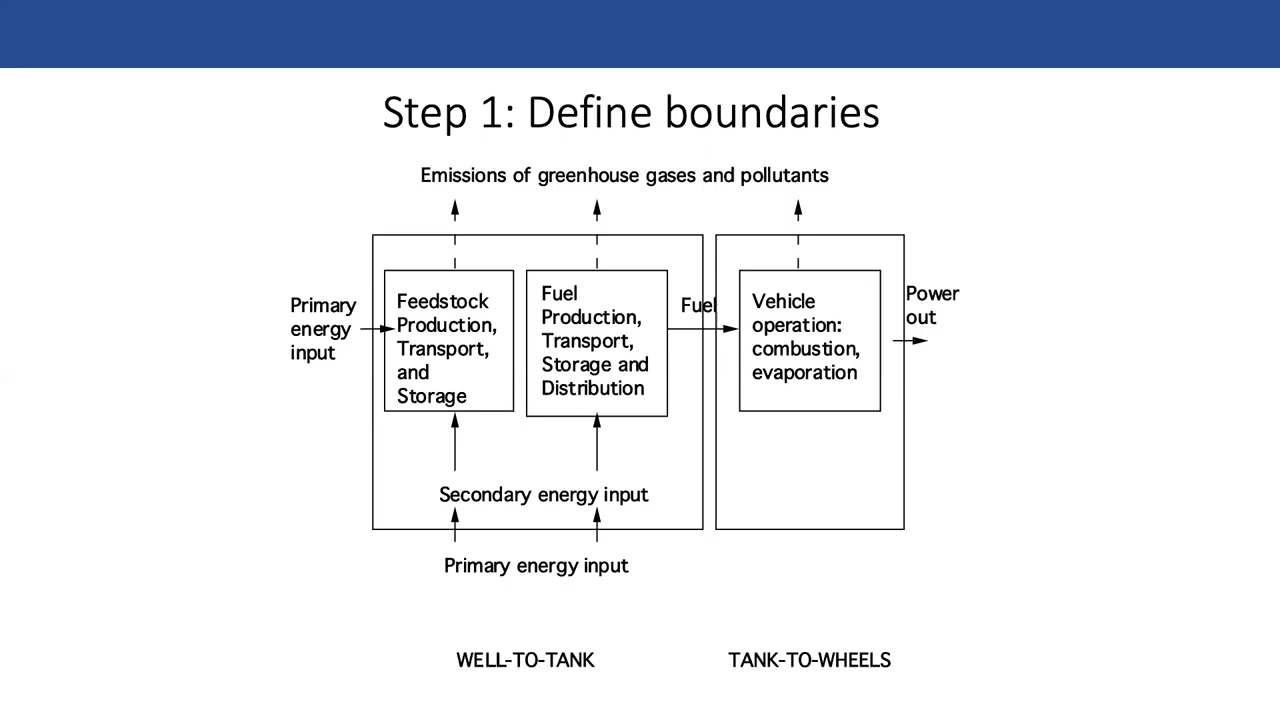 Step 1: Define boundaries
Emissions of greenhouse gases and pollutants
Primary
energy
input
Feedstock
Production,
Transport,
and
Storage
Fuel
Production,
Transport,
Storage and
Distribution
Fuel
Vehicle
operation:
combustion,
evaporation
Power
out
Secondary energy input
Primary energy input
WELL-TO-TANK
TANK-TO-WHEELS